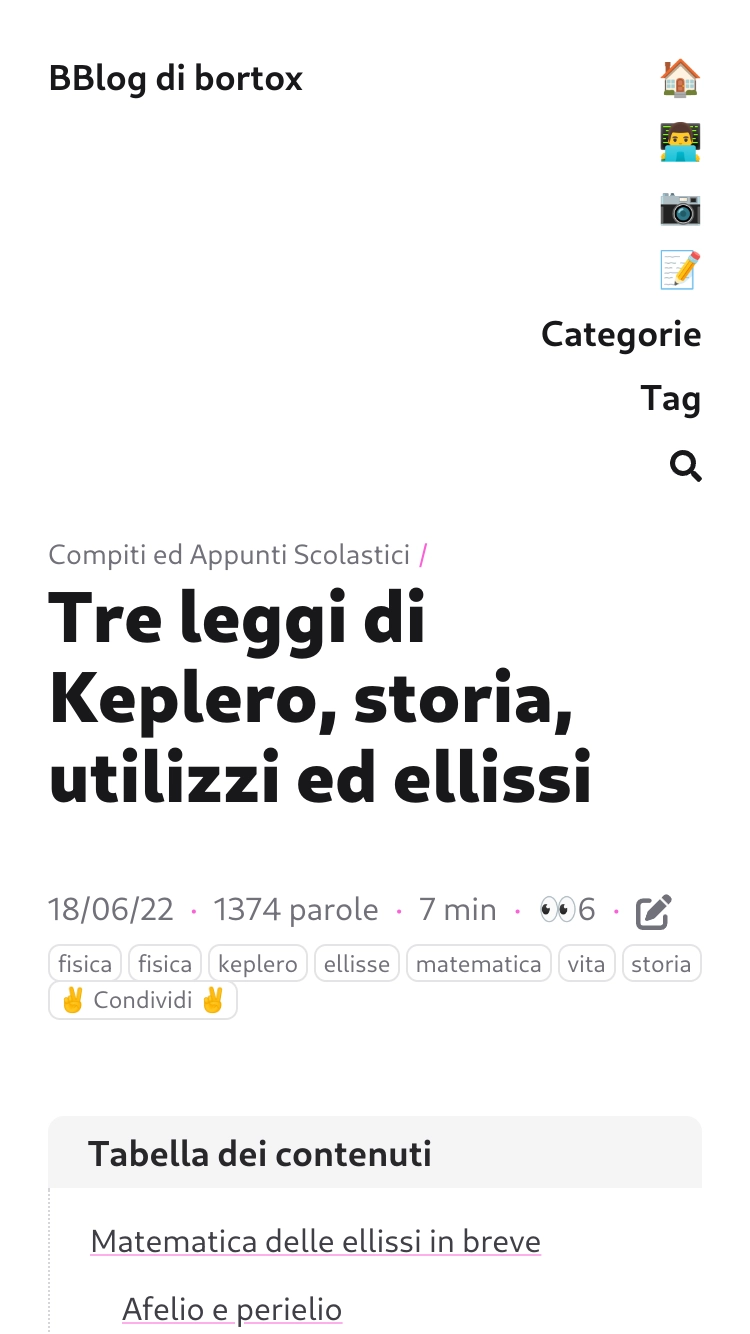 BBlog di bortox
Categorie
Tag
Compiti ed Appunti Scolastici /
Tre leggi di
Keplero, storia,
utilizzi ed ellissi
18/06/22 · 1374 parole · 7 min · 👀6 ·
fisica fisica keplero ellisse matematica vita storia
✌️ Condividi ✌️
Tabella dei contenuti
Matematica delle ellissi in breve
Afelio e perielio